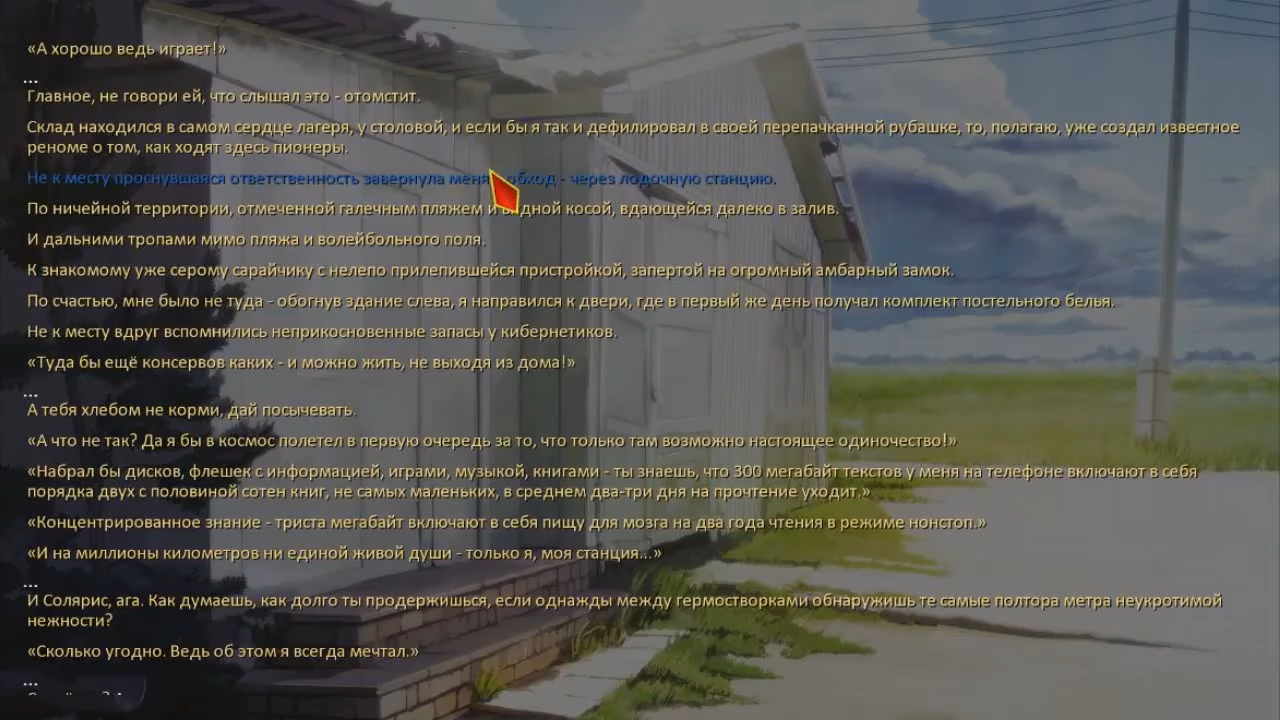 «А хорошо ведь играет!»
...
Главное, не говори ей, что слышал это - отомстит.
Склад находился в самом сердце лагеря, у столовой, и если бы я так и дефилировал в своей перепачканной рубашке, то, полагаю, уже создал известное
реноме о том, как ходят здесь пионеры.
Не к месту проснувшаяся ответственность завернула меня обход - через лодочную станцию.
По ничейной территории, отмеченной галечным пляжем и видной косой, вдающейся далеко в залив.
И дальними тропами мимо пляжа и волейбольного поля.
К знакомому уже серому сарайчику с нелепо прилепившейся пристройкой, запертой на огромный амбарный замок.
По счастью, мне было не туда - обогнув здание слева, я направился к двери, где в первый же день получал комплект постельного белья.
Не к месту вдруг вспомнились неприкосновенные запасы у кибернетиков.
«Туда бы ещё консервов каких - и можно жить, не выходя из дома!»
...
А тебя хлебом не корми, дай посычевать.
«А что не так? Да я бы в космос полетел в первую очередь за то, что только там возможно настоящее одиночество!»
«Набрал бы дисков, флешек с информацией, играми, музыкой, книгами - ты знаешь, что 300 мегабайт текстов у меня на телефоне включают в себя
порядка двух с половиной сотен книг, не самых маленьких, в среднем два-три дня на прочтение уходит.»
«Концентрированное знание - триста мегабайт включают в себя пищу для мозга на два года чтения в режиме нонстоп.»
«И на миллионы километров ни единой живой души - только я, моя станция...»
...
И Солярис, ага. Как думаешь, как долго ты продержишься, если однажды между гермостворками обнаружишь те самые полтора метра неукротимой
нежности?
«Сколько угодно. Ведь об этом я всегда мечтал.»
...